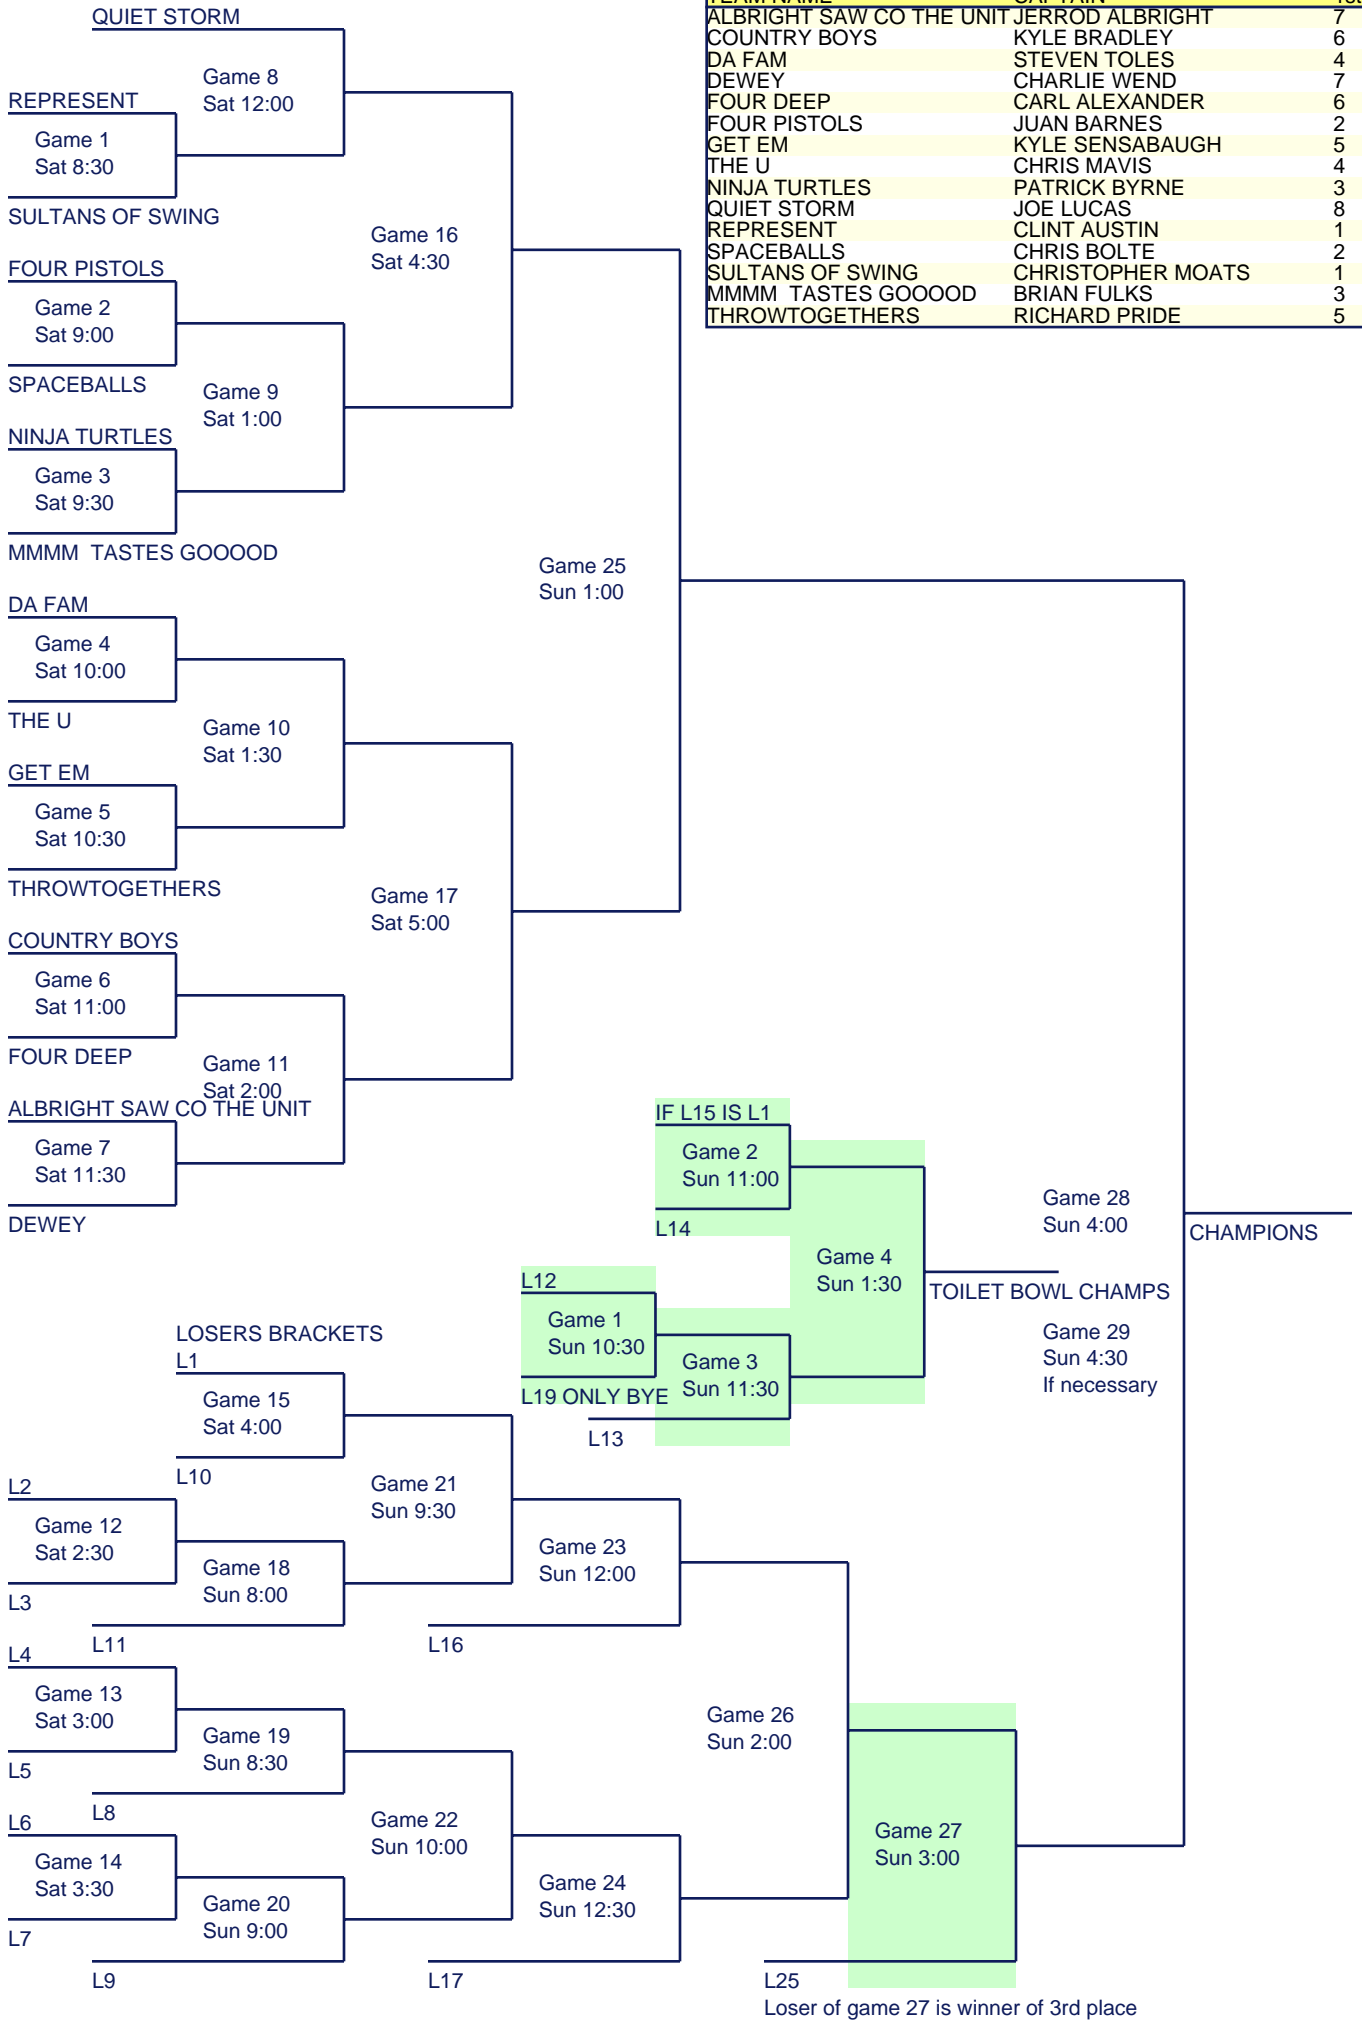 TEAM NAME CAPTAIN 1st
ALBRIGHT SAW CO THE UNIT JERROD ALBRIGHT 7
COUNTRY BOYS KYLE BRADLEY 6
DA FAM STEVEN TOLES 4
DEWEY CHARLIE WEND 7
FOUR DEEP CARL ALEXANDER 6
FOUR PISTOLS JUAN BARNES 2
GET EM KYLE SENSABAUGH 5
THE U CHRIS MAVIS 4
NINJA TURTLES PATRICK BYRNE 3
QUIET STORM JOE LUCAS 8
REPRESENT CLINT AUSTIN 1
SPACEBALLS CHRIS BOLTE 2
SULTANS OF SWING CHRISTOPHER MOATS 1
MMMM  TASTES GOOOOD BRIAN FULKS 3
THROWTOGETHERS RICHARD PRIDE 5
QUIET STORM
Game 8
Sat 12:00
REPRESENT
Game 1
Sat 8:30
SULTANS OF SWING
Game 16
Sat 4:30
FOUR PISTOLS
Game 2
Sat 9:00
SPACEBALLS
Game 9
Sat 1:00
NINJA TURTLES
Game 3
Sat 9:30
MMMM  TASTES GOOOOD
Game 25
Sun 1:00
DA FAM
Game 4
Sat 10:00
THE U
Game 10
Sat 1:30
GET EM
Game 5
Sat 10:30
THROWTOGETHERS
Game 17
Sat 5:00
COUNTRY BOYS
Game 6
Sat 11:00
FOUR DEEP
Game 11
Sat 2:00
ALBRIGHT SAW CO THE UNIT
Game 7
Sat 11:30
DEWEY
IF L15 IS L1
Game 2
Sun 11:00
L14
Game 4
Sun 1:30
TOILET BOWL CHAMPS
L12
Game 1
Sun 10:30
L19 ONLY BYE
Game 3
Sun 11:30
L13
Game 28
Sun 4:00
CHAMPIONS
Game 29
Sun 4:30
If necessary
LOSERS BRACKETS
L1
Game 15
Sat 4:00
L10
Game 21
Sun 9:30
L2
Game 12
Sat 2:30
L3
Game 18
Sun 8:00
L11
Game 23
Sun 12:00
L16
L4
Game 13
Sat 3:00
L5
Game 19
Sun 8:30
L8
Game 26
Sun 2:00
L6
Game 14
Sat 3:30
L7
Game 22
Sun 10:00
Game 20
Sun 9:00
L9
Game 24
Sun 12:30
L17
Game 27
Sun 3:00
L25
Loser of game 27 is winner of 3rd place